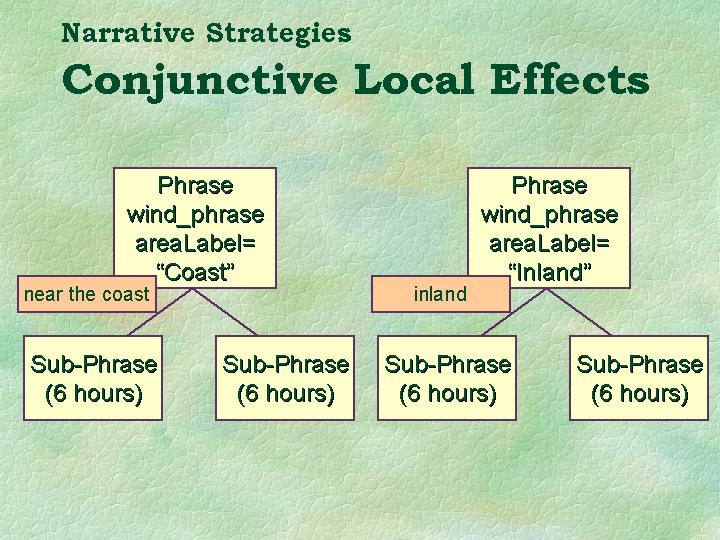 Narrative Strategies
Conjunctive Local Effects
Phrase
wind_phrase
areaLabel=
“Coast”
near the coast
Sub-Phrase
(6 hours)
Sub-Phrase
(6 hours)
Phrase
wind_phrase
areaLabel=
“Inland”
inland
Sub-Phrase
(6 hours)
Sub-Phrase
(6 hours)